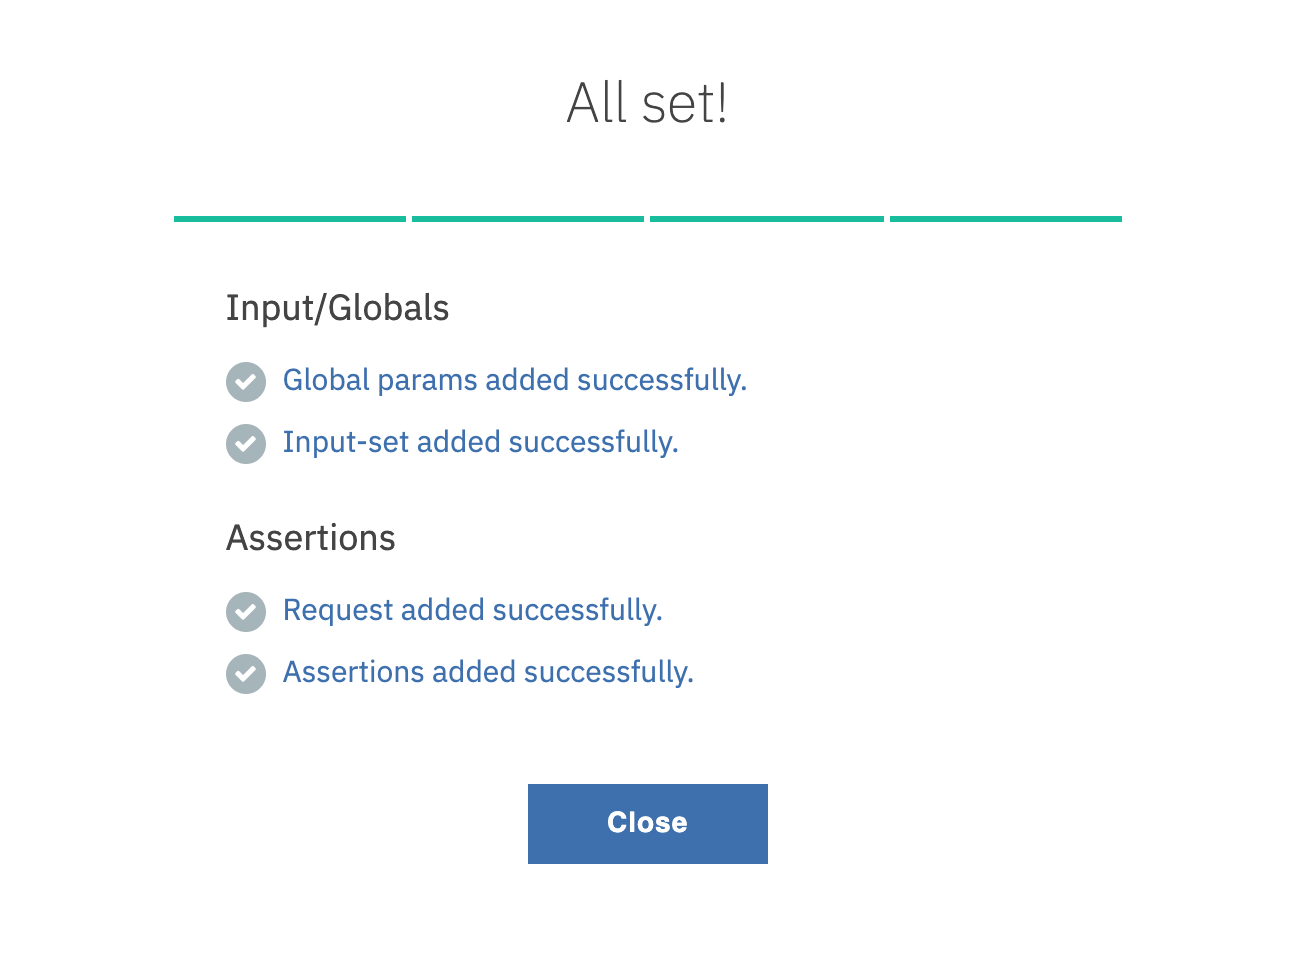 All set!
Input/Globals
Global params added successfully.
Input-set added successfully.
Assertions
Request added successfully.
Assertions added successfully.
Close